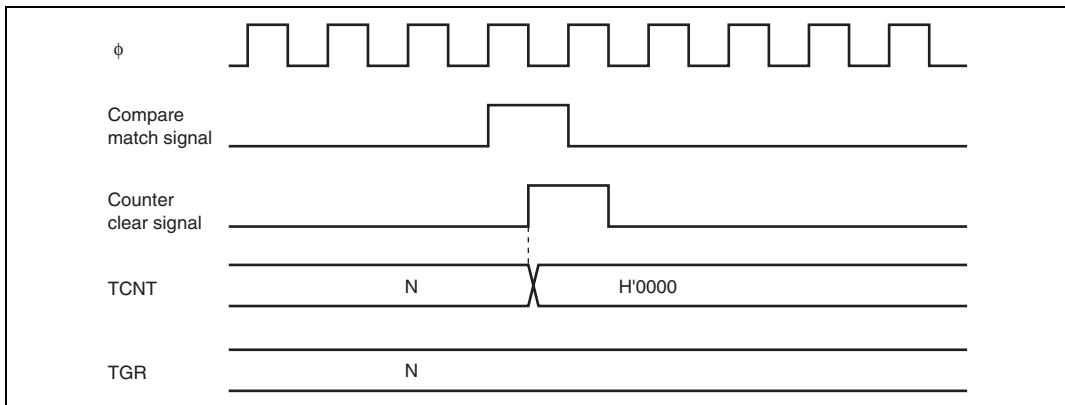 ϕ
Compare
match signal
Counter
clear signal
TCNT N H'0000
TGR N